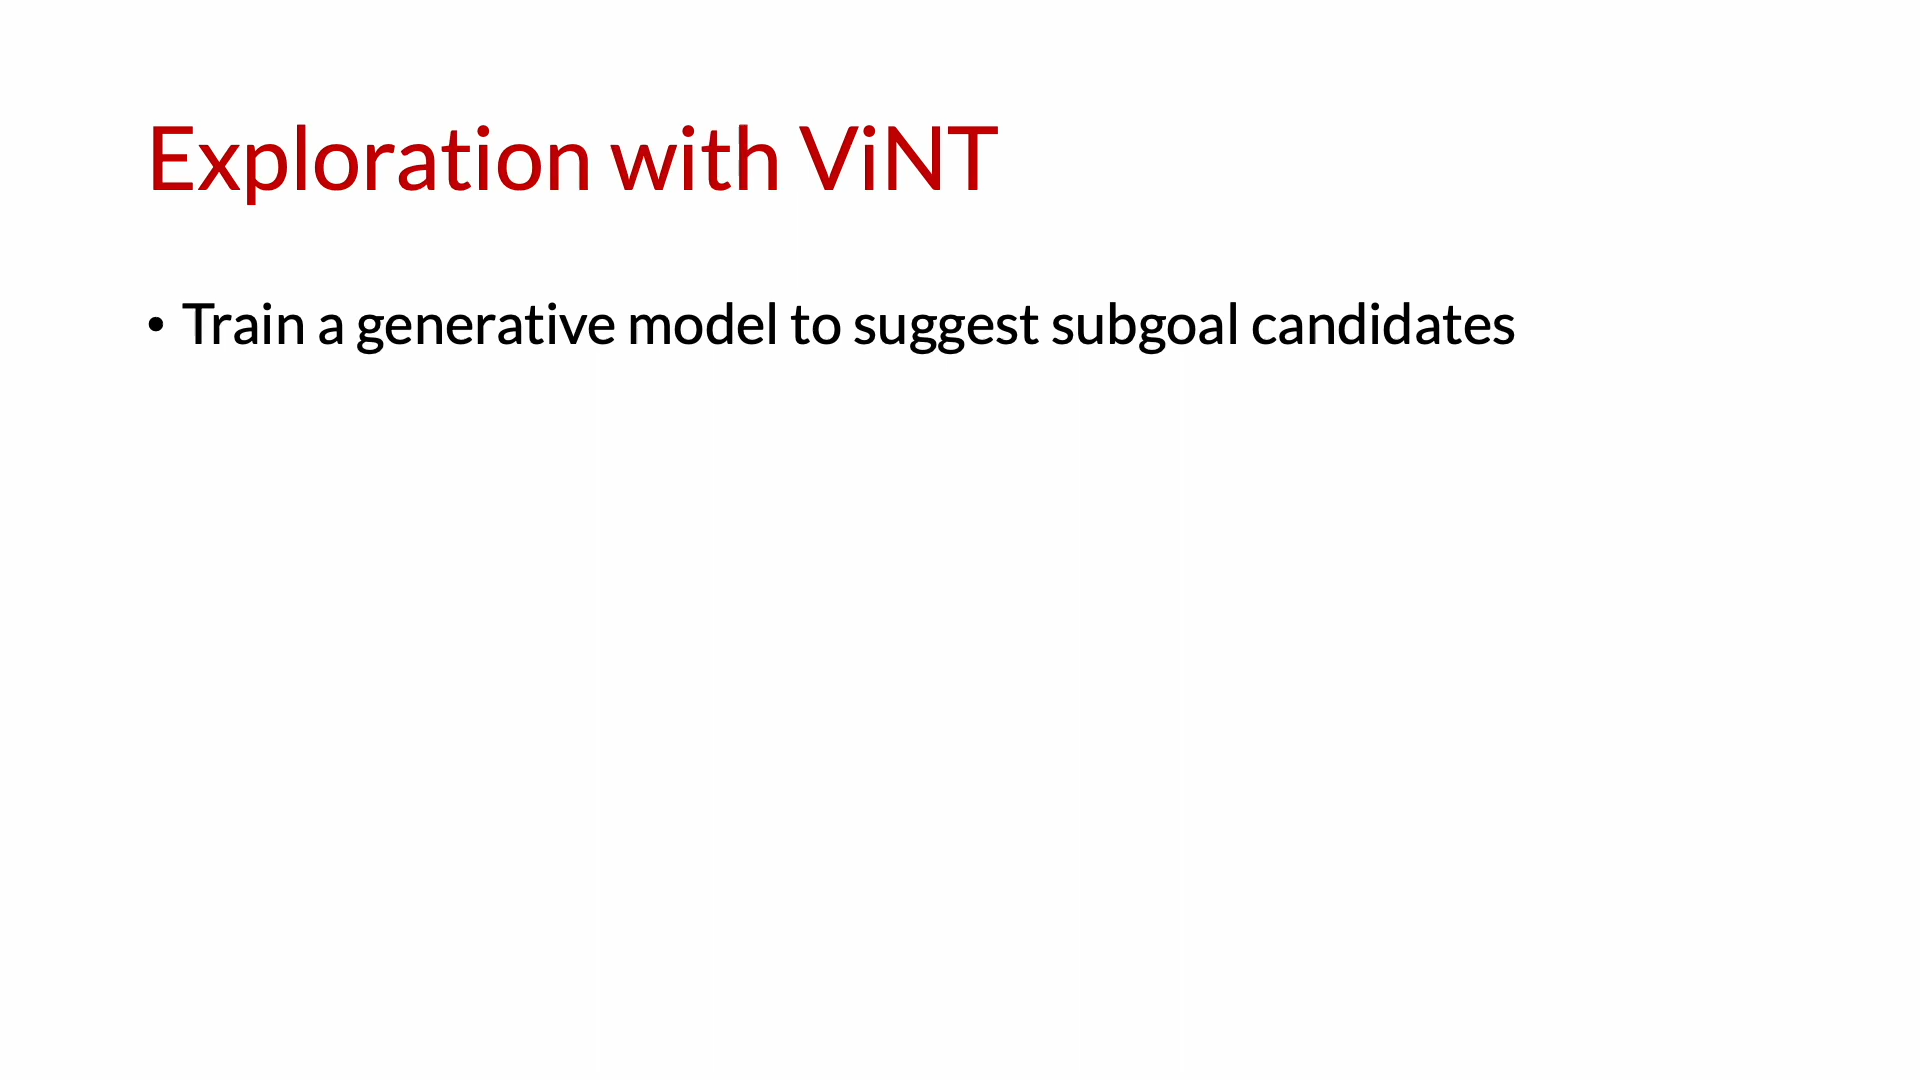 Exploration with ViNT
• Train a generative model to suggest subgoal candidates